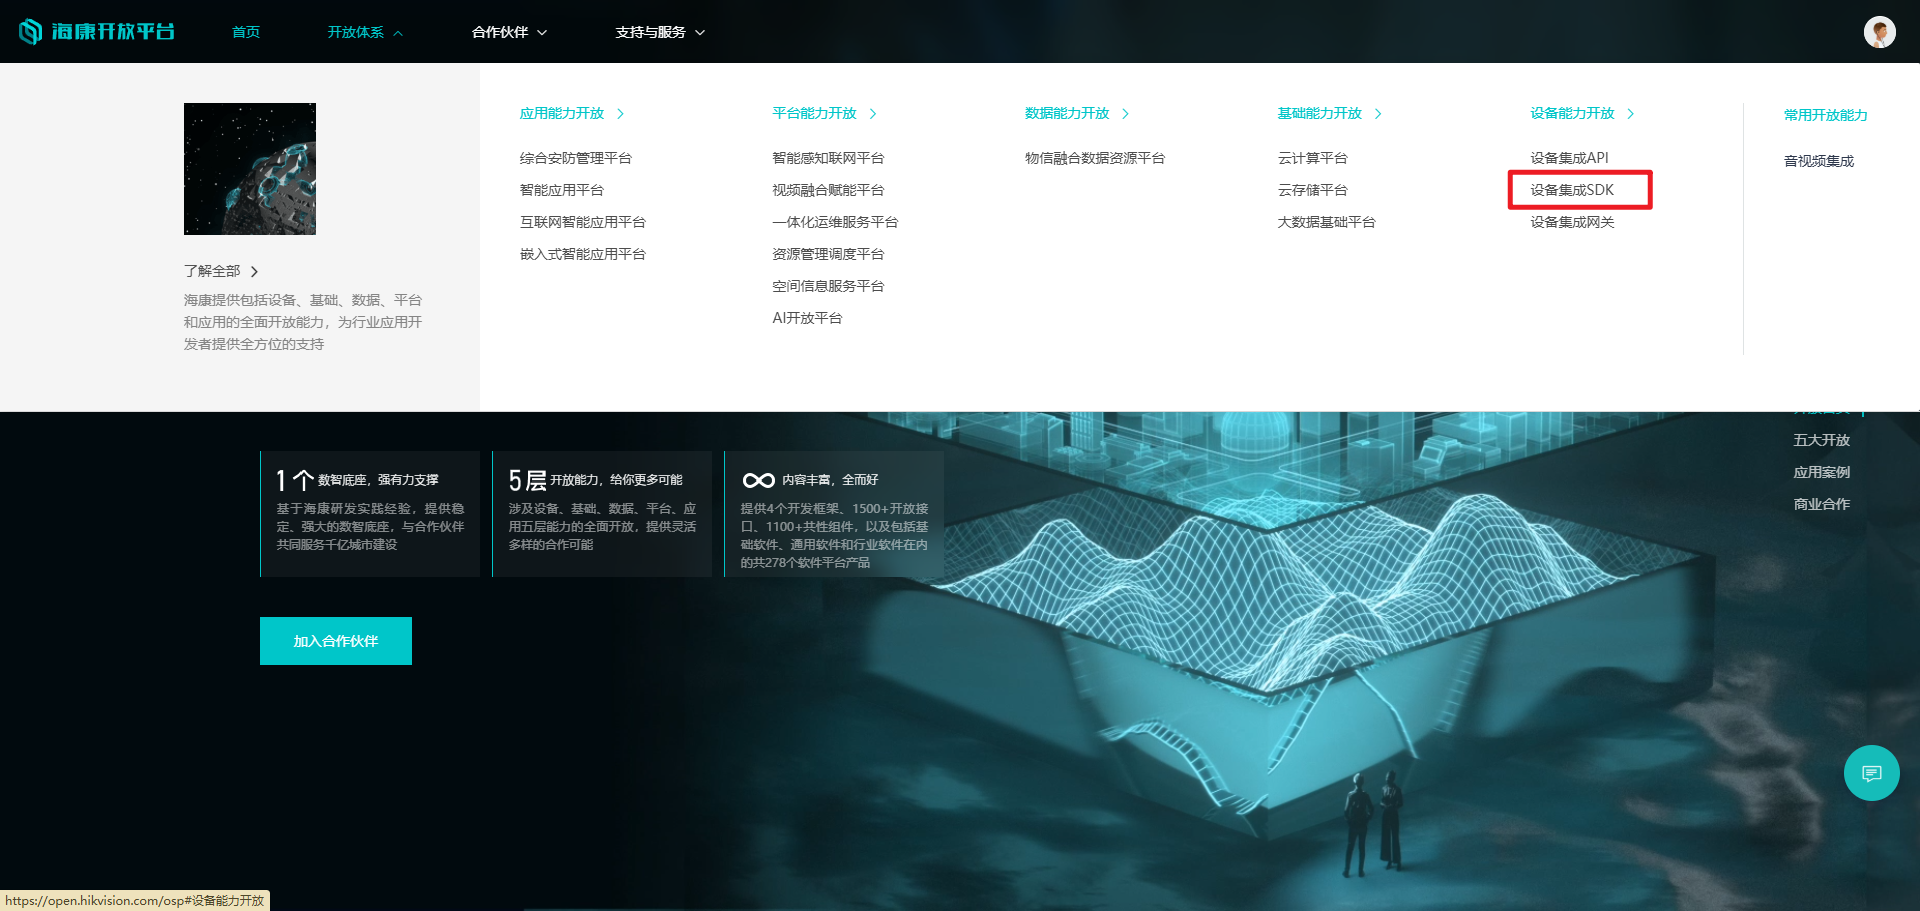 海康开放平台
首页
开放体系
合作伙伴
支持与服务
了解全部
海康提供包括设备、基础、数据、平台
和应用的全面开放能力，为行业应用开
发者提供全方位的支持
应用能力开放
综合安防管理平台
智能应用平台
互联网智能应用平台
嵌入式智能应用平台
平台能力开放
智能感知联网平台
视频融合赋能平台
一体化运维服务平台
资源管理调度平台
空间信息服务平台
AI开放平台
数据能力开放
物信融合数据资源平台
基础能力开放
云计算平台
云存储平台
大数据基础平台
设备能力开放
设备集成API
设备集成SDK
设备集成网关
常用开放能力
音视频集成
五大开放
应用案例
商业合作
1个 数智底座，强有力支撑
基于海康研发实践经验，提供稳
定、强大的数智底座，与合作伙伴
共同服务千亿城市建设
5层 开放能力，给你更多可能
涉及设备、基础、数据、平台、应
用五层能力的全面开放，提供灵活
多样的合作可能
∞ 内容丰富，全而好
提供4个开发框架、1500+开放接
口、1100+共性组件，以及包括基
础软件、通用软件和行业软件在内
的共278个软件平台产品
加入合作伙伴
https://open.hikvision.com/osp#设备能力开放